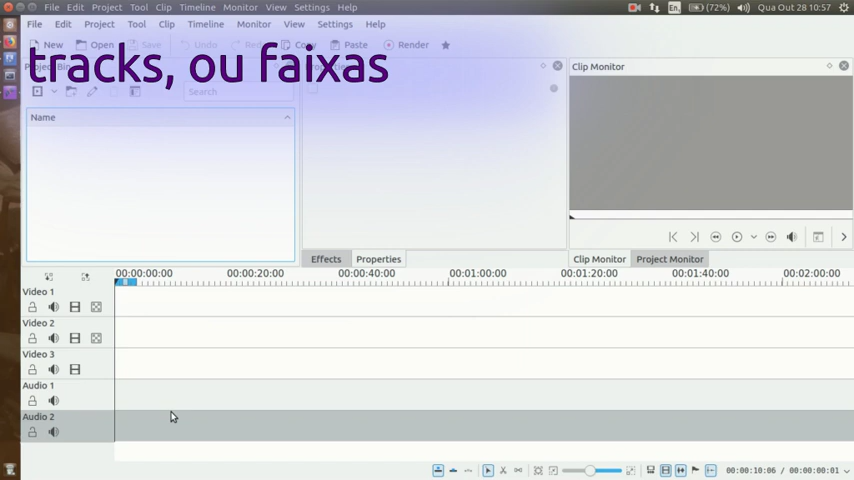 File Edit Project Tool Clip Timeline Monitor View Settings Help En (72%) Qua Out 28 10:57
File Edit Project Tool Clip Timeline Monitor View Settings Help
New Open Save Undo Copy Paste Render
tracks, ou faixas
Clip Monitor
Search
Name
Effects Properties Clip Monitor Project Monitor
00:00:00:00 00:00:20:00 00:00:40:00 00:01:00:00 00:01:20:00 00:01:40:00 00:02:00:00
Video 1
Video 2
Video 3
Audio 1
Audio 2
00:00:10:06 / 00:00:00:01